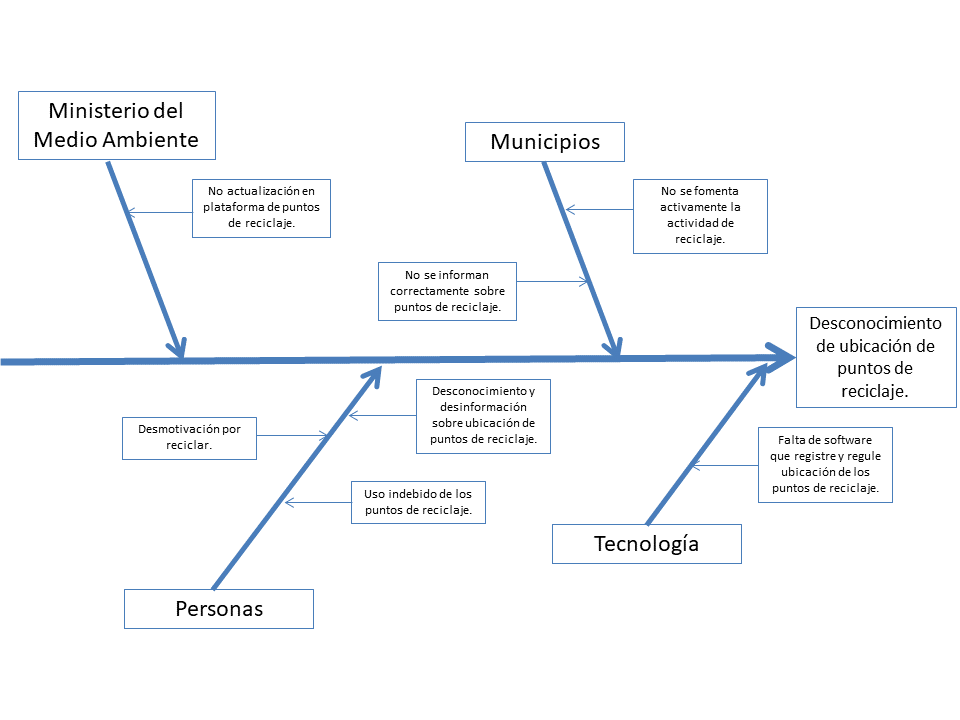 Ministerio del
Medio Ambiente
Municipios
No actualización en
plataforma de puntos
de reciclaje.
No se fomenta
activamente la
actividad de
reciclaje.
No se informan
correctamente sobre
puntos de reciclaje.
Desconocimiento
de ubicación de
puntos de
reciclaje.
Desconocimiento y
desinformación
sobre ubicación de
puntos de reciclaje.
Desmotivación por
reciclar.
Falta de software
que registre y regule
ubicación de los
puntos de reciclaje.
Uso indebido de los
puntos de reciclaje.
Tecnología
Personas